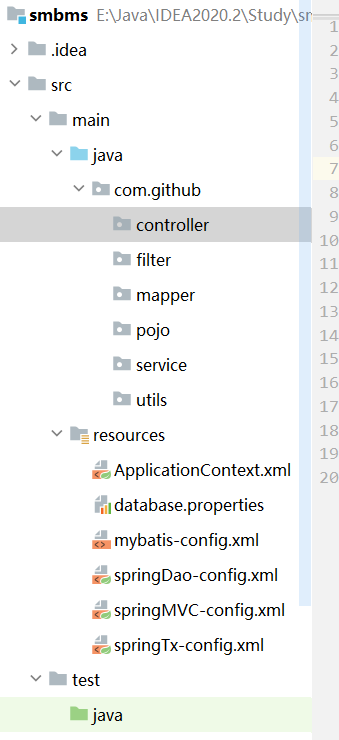 smbms E:\Java\IDEA2020.2\Study\sm
.idea
src
main
java
com.github
controller
filter
mapper
pojo
service
utils
resources
ApplicationContext.xml
database.properties
mybatis-config.xml
springDao-config.xml
springMVC-config.xml
springTx-config.xml
test
java
1
2
3
4
5
6
7
8
9
10
11
12
13
14
15
16
17
18
19
20